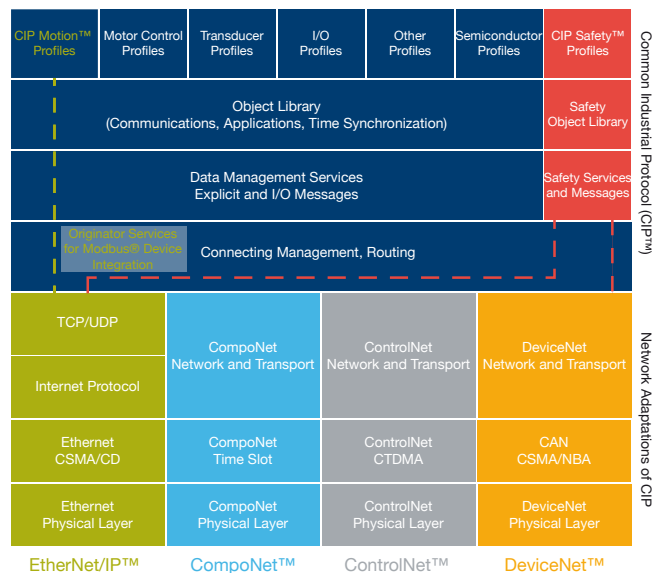 CIP Motion™
Profiles
Motor Control
Profiles
Transducer
Profiles
I/O
Profiles
Other
Profiles
Semiconductor
Profiles
CIP Safety™
Profiles
Object Library
(Communications, Applications, Time Synchronization)
Safety
Object Library
Data Management Services
Explicit and I/O Messages
Safety Services
and Messages
Originator Services
for Modbus® Device
Integration
Connecting Management, Routing
Common Industrial Protocol (CIP™)
TCP/UDP
Internet Protocol
CompoNet
Network and Transport
ControlNet
Network and Transport
DeviceNet
Network and Transport
Ethernet
CSMA/CD
CompoNet
Time Slot
ControlNet
CTDMA
CAN
CSMA/NBA
Ethernet
Physical Layer
CompoNet
Physical Layer
ControlNet
Physical Layer
DeviceNet
Physical Layer
Network Adaptations of CIP
EtherNet/IP™
CompoNet™
ControlNet™
DeviceNet™